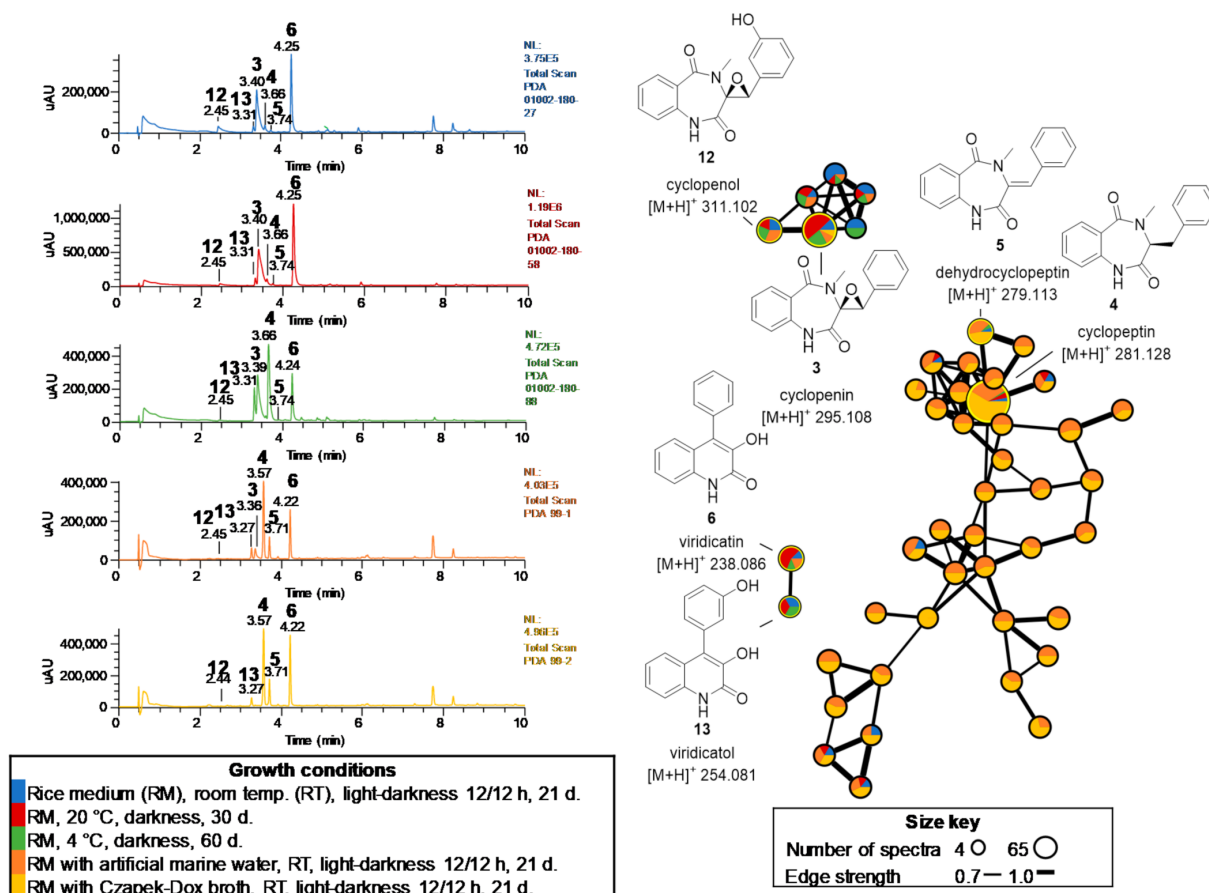 6
4.25
3
3.40
4
3.66
12
2.45
13
3.31
5
3.74
200,000
0
uAU
0 2 4 6 8 10
Time (min)
NL:
3.75E5
Total Scan
PDA
01002-180-
27
6
4.25
3
3.40
4
3.66
13
3.31
12
2.45
5
3.74
1,000,000
500,000
0
uAU
0 2 4 6 8 10
Time (min)
NL:
1.19E6
Total Scan
PDA
01002-180-
58
4
3.66
3
3.39
13
3.31
6
4.24
12
2.45
5
3.74
400,000
200,000
0
uAU
0 2 4 6 8 10
Time (min)
NL:
4.72E5
Total Scan
PDA
01002-180-
4
3.57
6
4.22
3
3.36
12
2.45
13
3.27
5
3.71
400,000
200,000
0
uAU
0 2 4 6 8 10
Time (min)
NL:
4.03E5
Total Scan
PDA 99-1
4
3.57
6
4.22
12
2.44
13
3.27
5
3.71
400,000
200,000
0
uAU
0 2 4 6 8 10
Time (min)
NL:
4.96E5
Total Scan
PDA 99-2
Growth conditions
Rice medium (RM), room temp. (RT), light-darkness 12/12 h, 21 d.
RM, 20 °C, darkness, 30 d.
RM, 4 °C, darkness, 60 d.
RM with artificial marine water, RT, light-darkness 12/12 h, 21 d.
RM with Czapek-Dox broth, RT, light-darkness 12/12 h, 21 d.
HO
O
N
O
N
H
O
12
cyclopenol
[M+H]+ 311.102
O
N
O
N
H
O
3
cyclopenin
[M+H]+ 295.108
O
N
N
H
O
5
dehydrocyclopeptin
[M+H]+ 279.113
O
N
N
H
O
4
cyclopeptin
[M+H]+ 281.128
OH
N
H
O
6
viridicatin
[M+H]+ 238.086
OH
OH
N
H
O
13
viridicatol
[M+H]+ 254.081
Size key
Number of spectra 4 65
Edge strength 0.7 1.0